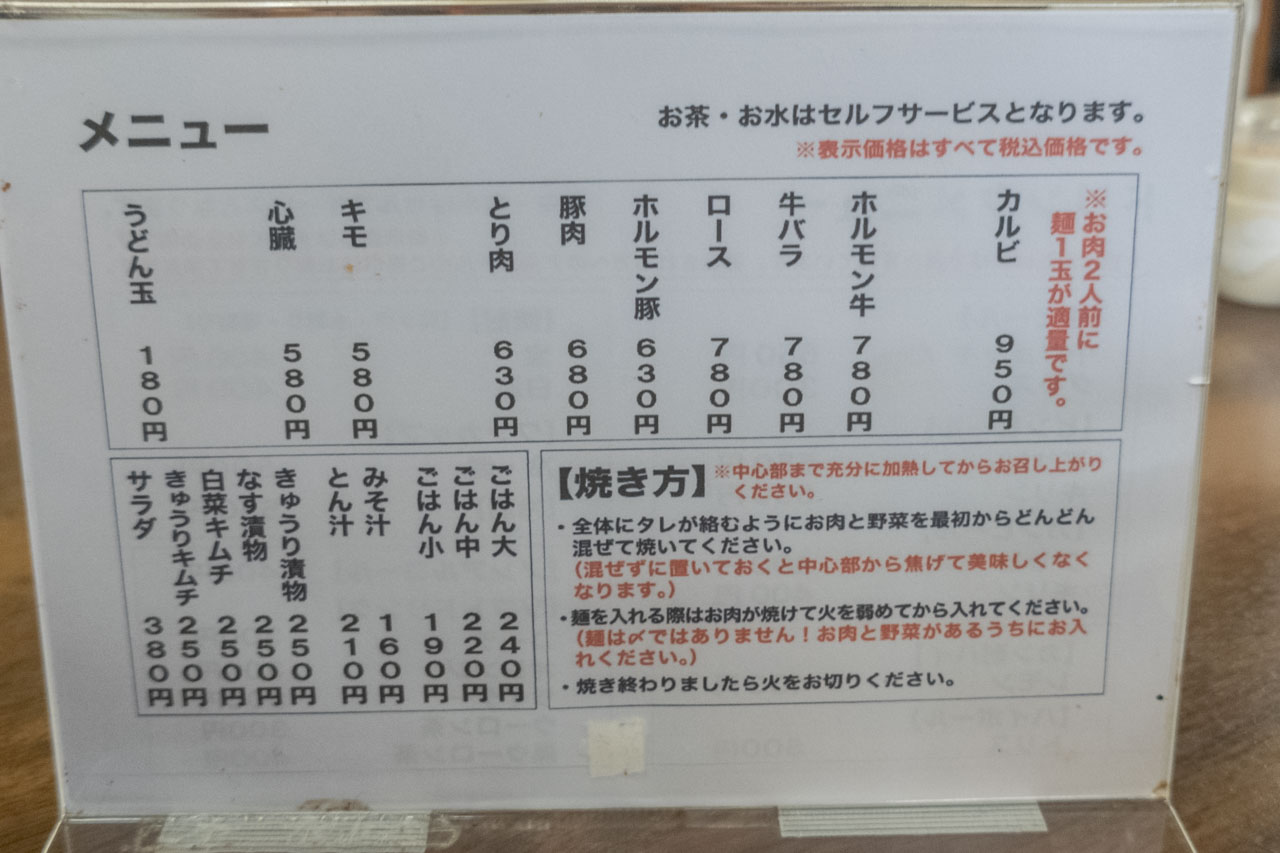 メニュー
お茶・お水はセルフサービスとなります。
※表示価格はすべて税込価格です。
※お肉2人前に
麺1玉が適量です。
カルビ 950円
ホルモン牛 780円
牛バラ 780円
ロース 780円
ホルモン豚 630円
豚肉 680円
とり肉 630円
キモ 580円
心臓 580円
うどん玉 180円
ごはん大 240円
ごはん中 220円
ごはん小 190円
みそ汁 160円
とん汁 210円
きゅうり漬物 250円
なす漬物 250円
白菜キムチ 250円
きゅうりキムチ 250円
サラダ 380円
【焼き方】
※中心部まで充分に加熱してからお召し上がり
ください。
・全体にタレが絡むようにお肉と野菜を最初からどんどん
混ぜて焼いてください。
(混ぜずに置いておくと中心部から焦げて美味しくなく
なります。)
・麺を入れる際はお肉が焼けて火を弱めてから入れてください。
(麺は〆ではありません！お肉と野菜があるうちにお入
れください。)
・焼き終わりましたら火をお切りください。